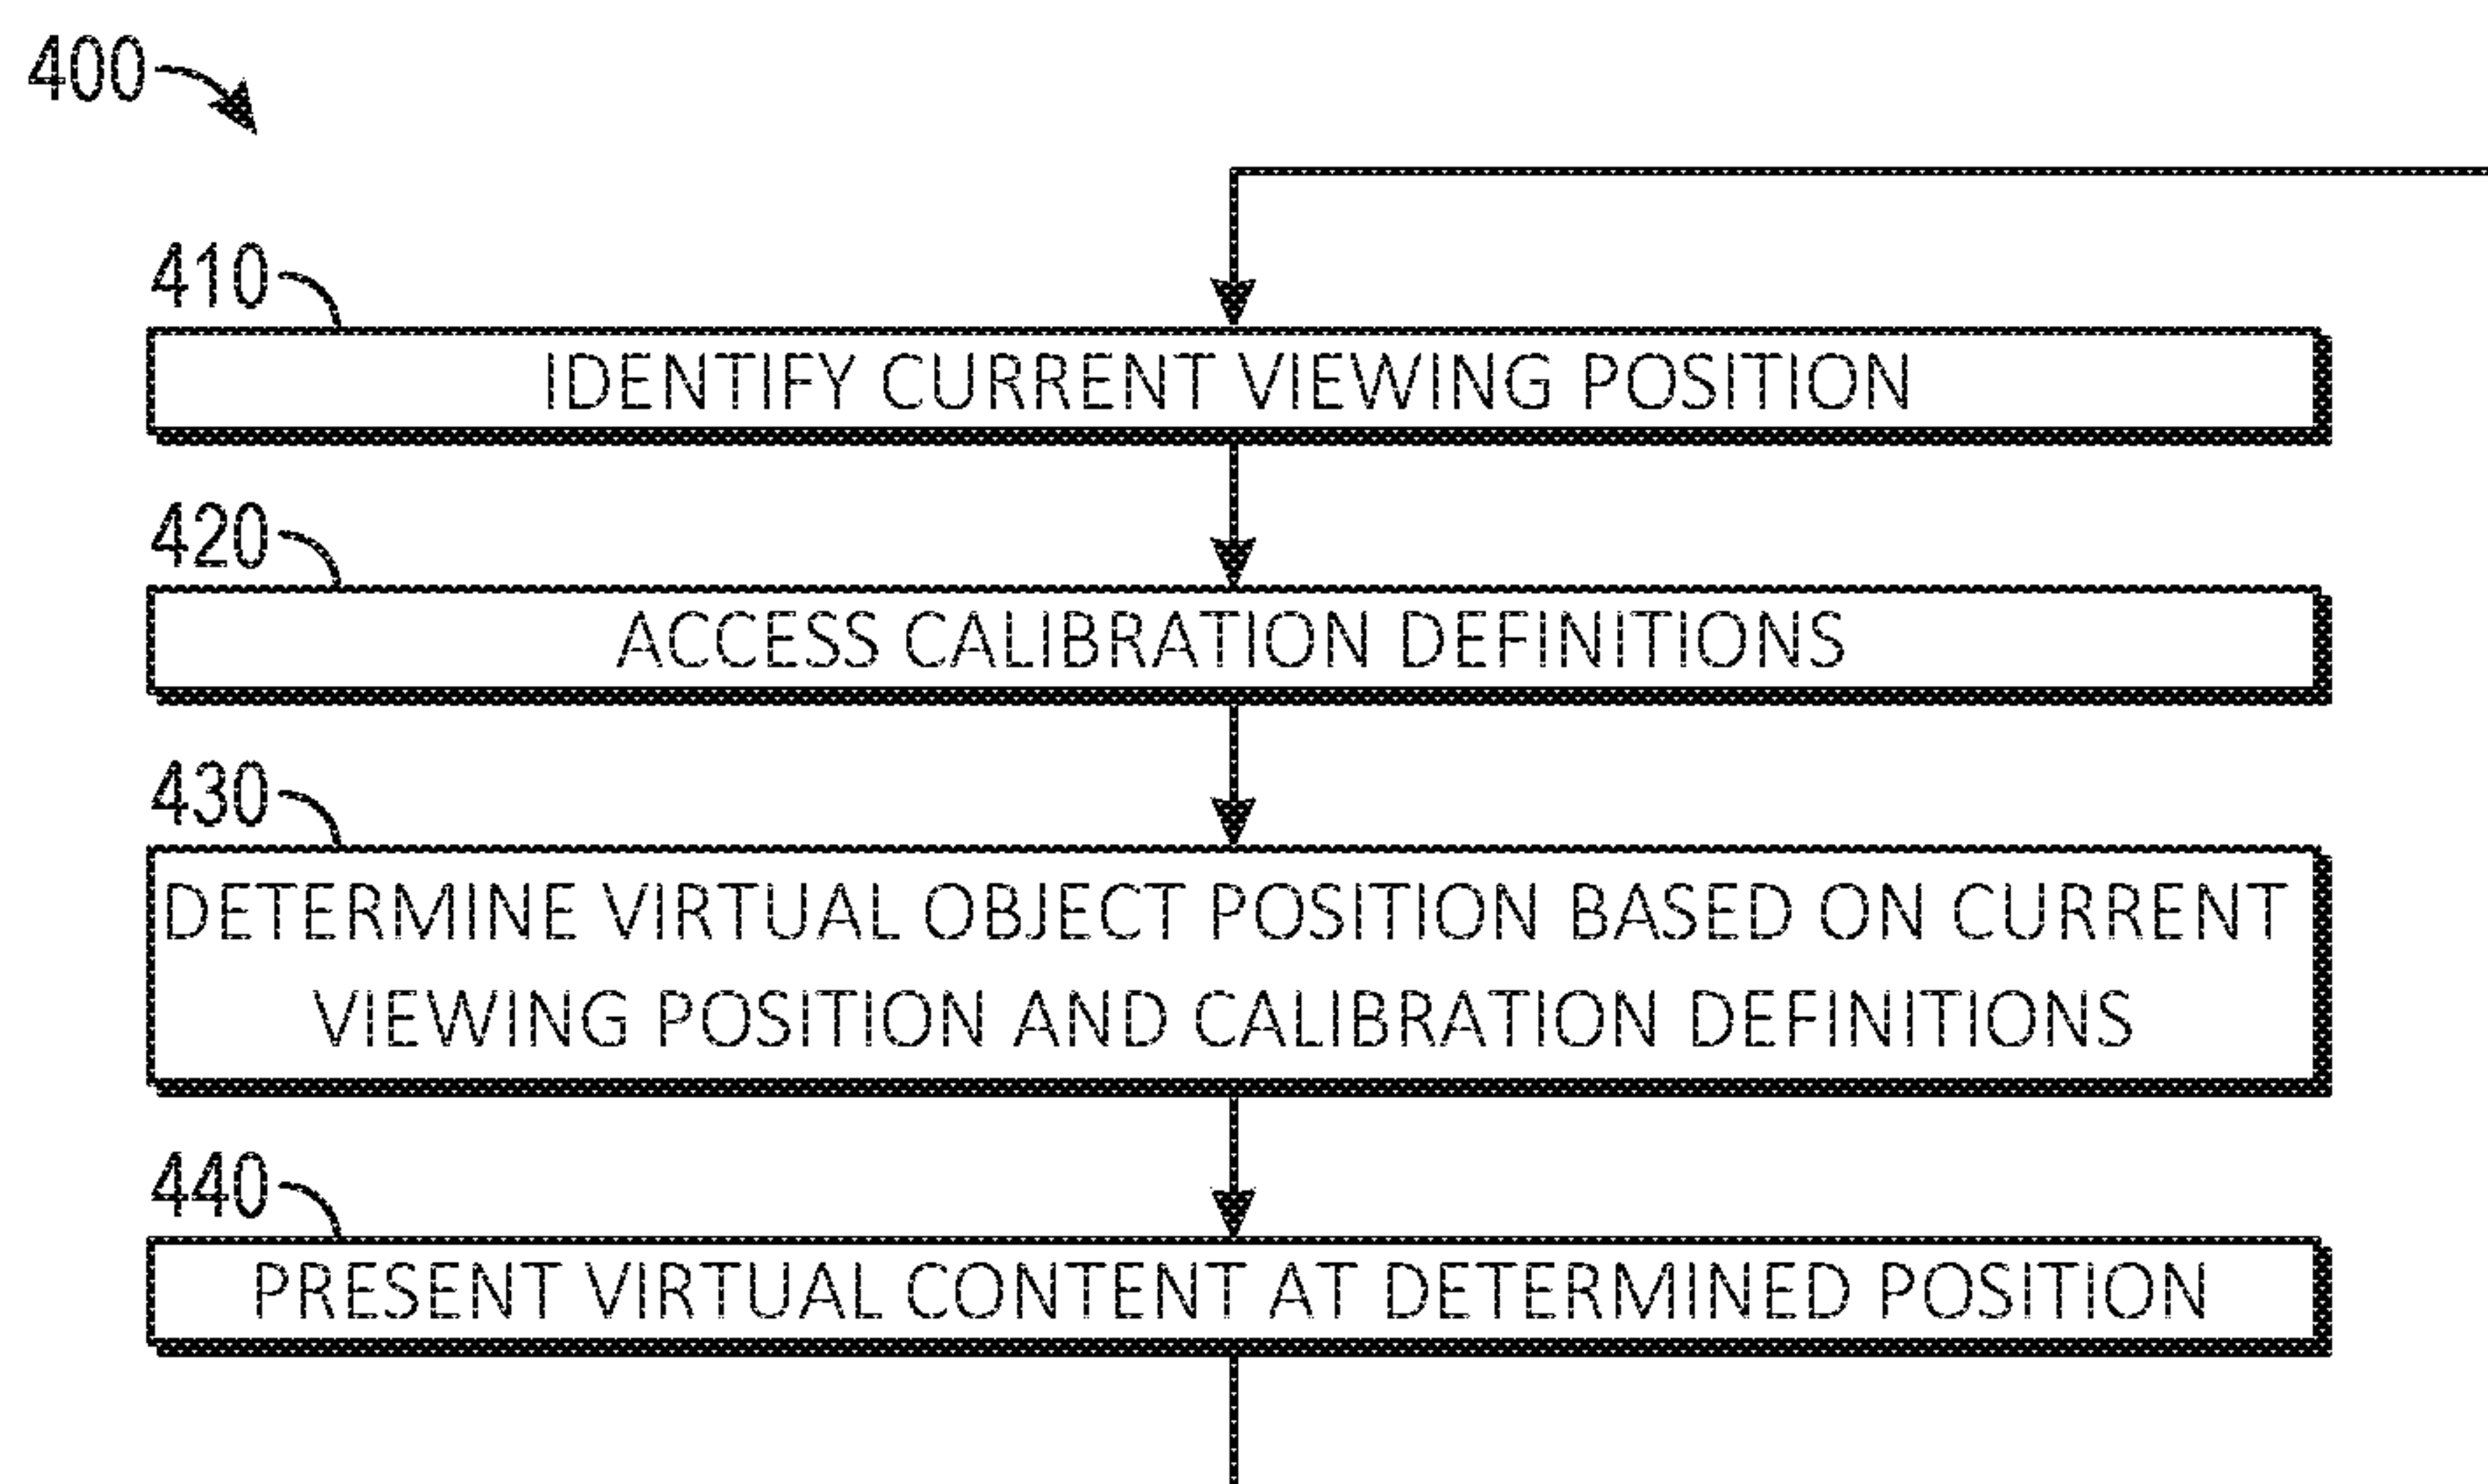 400
410
IDENTIFY CURRENT VIEWING POSITION
420
ACCESS CALIBRATION DEFINITIONS
430
DETERMINE VIRTUAL OBJECT POSITION BASED ON CURRENT
VIEWING POSITION AND CALIBRATION DEFINITIONS
440
PRESENT VIRTUAL CONTENT AT DETERMINED POSITION